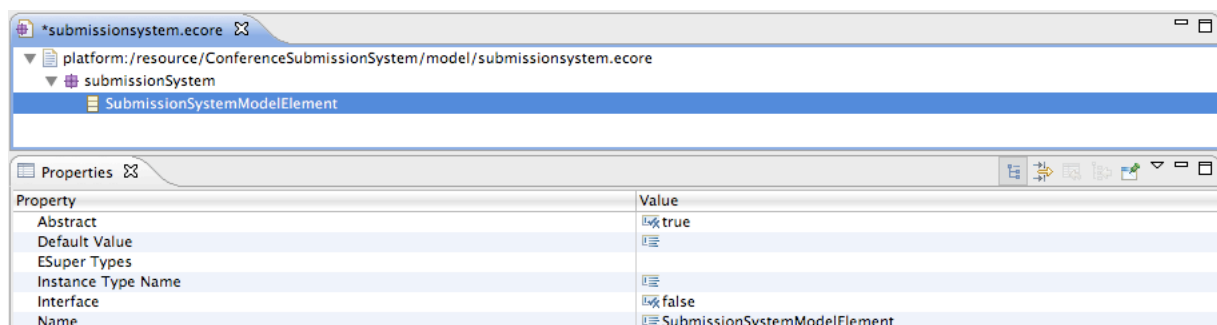 *submissionsystem.ecore
platform:/resource/ConferenceSubmissionSystem/model/submissionsystem.ecore
submissionSystem
SubmissionSystemModelElement
Properties
Property Value
Abstract true
Default Value
ESuper Types
Instance Type Name
Interface false
Name SubmissionSystemModelElement